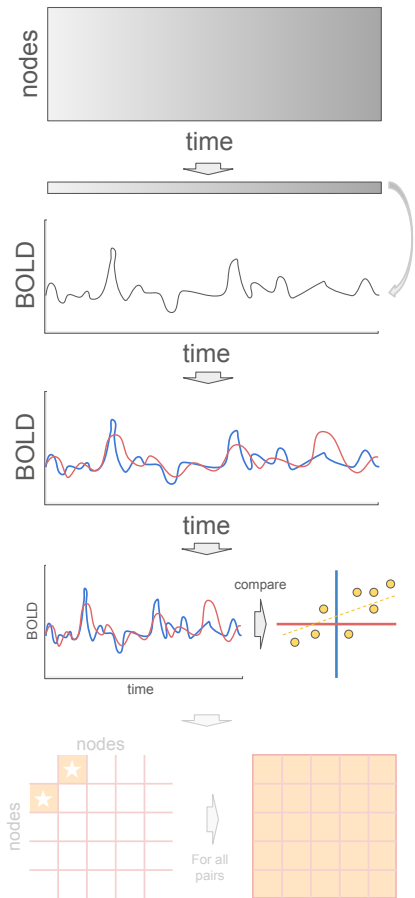 nodes
time
BOLD
time
BOLD
time
compare
BOLD
time
nodes
nodes
For all
pairs